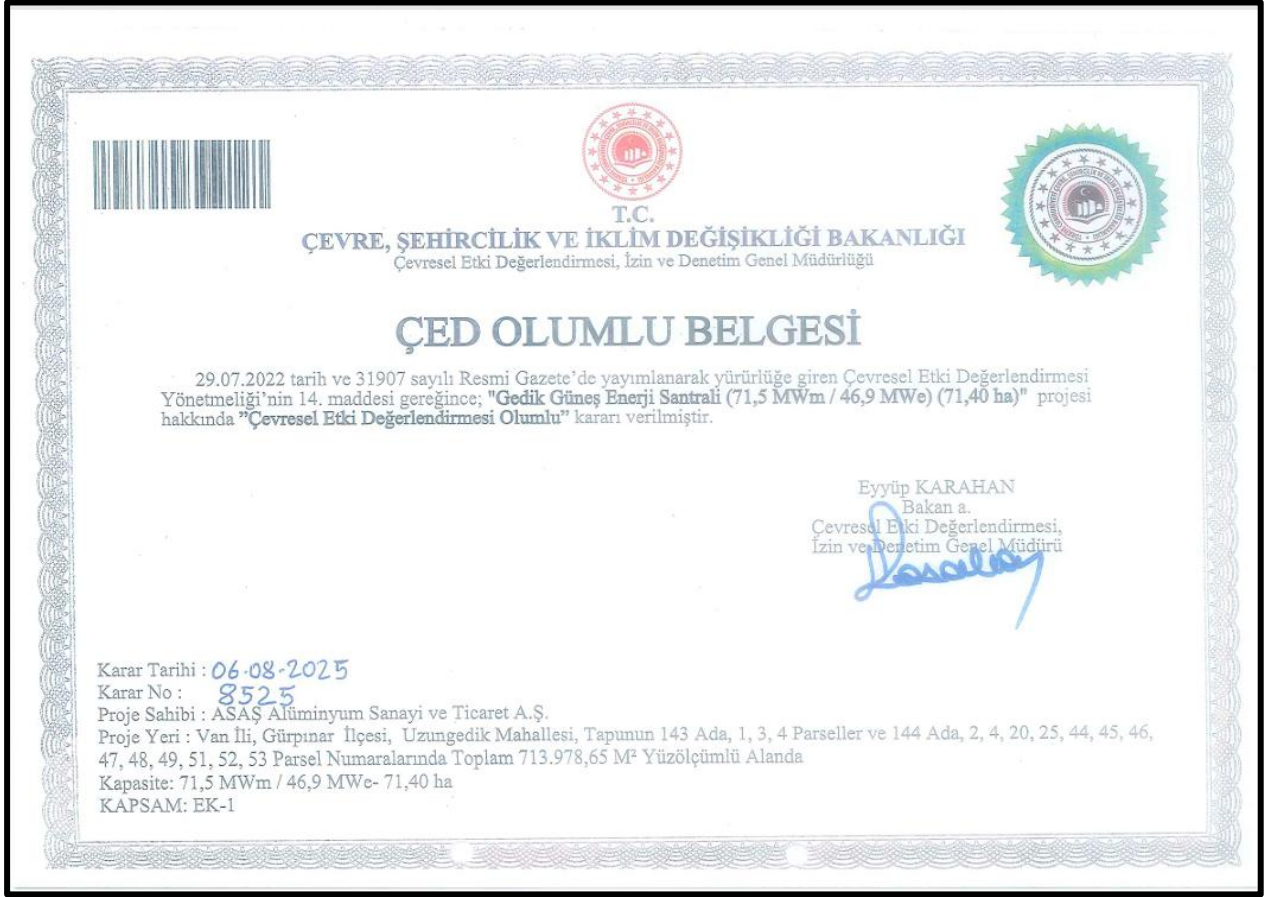 T.C.
ÇEVRE, ŞEHİRCİLİK VE İKLİM DEĞİŞİKLİĞİ BAKANLIĞI
Çevresel Etki Değerlendirmesi, İzin ve Denetim Genel Müdürlüğü
ÇED OLUMLU BELGESİ
29.07.2022 tarih ve 31907 sayılı Resmi Gazete'de yayımlanarak yürürlüğe giren Çevresel Etki Değerlendirmesi
Yönetmeliği'nin 14. maddesi gereğince; "Gedik Güneş Enerji Santrali (71,5 MWm / 46,9 MWe) (71,40 ha)" projesi
hakkında "Çevresel Etki Değerlendirmesi Olumlu" kararı verilmiştir.
Eyyüp KARAHAN
Bakan a.
Çevresel Etki Değerlendirmesi,
İzin ve Denetim Genel Müdürü
Karar Tarihi : 06-08-2025
Karar No : 8525
Proje Sahibi : ASAŞ Alüminyum Sanayi ve Ticaret A.Ş.
Proje Yeri : Van İli, Gürpınar İlçesi, Uzungedik Mahallesi, Tapunun 143 Ada, 1, 3, 4 Parseller ve 144 Ada, 2, 4, 20, 25, 44, 45, 46,
47, 48, 49, 51, 52, 53 Parsel Numaralarında Toplam 713.978,65 M² Yüzölçümlü Alanda
Kapasite: 71,5 MWm / 46,9 MWe- 71,40 ha
KAPSAM: EK-1